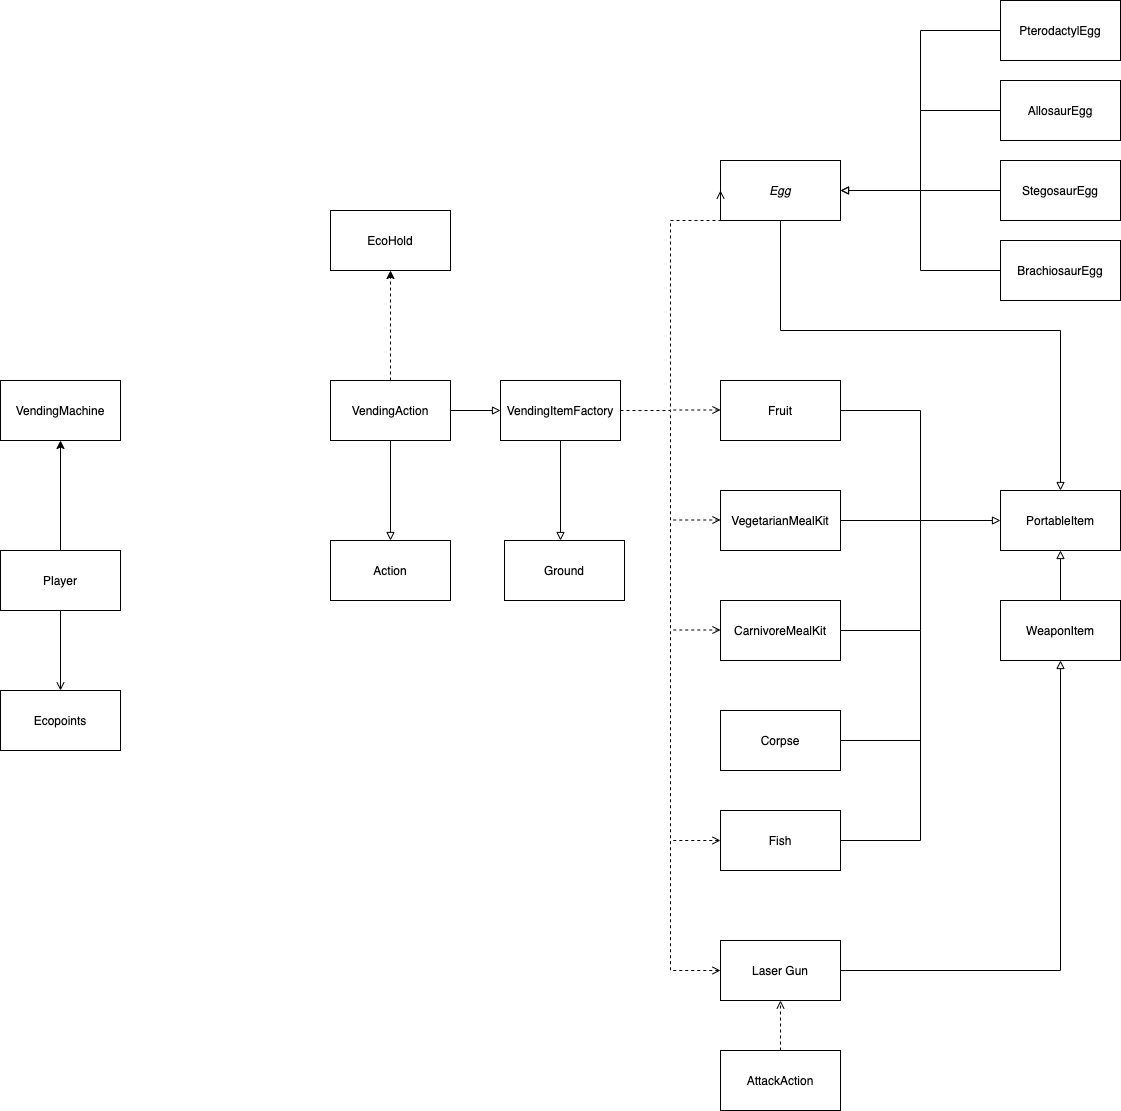 PterodactylEgg
AllosaurEgg
Egg
StegosaurEgg
EcoHold
BrachiosaurEgg
VendingMachine
VendingAction
VendingItemFactory
Fruit
VegetarianMealKit
PortableItem
Player
Action
Ground
CarnivoreMealKit
WeaponItem
Ecopoints
Corpse
Fish
Laser Gun
AttackAction